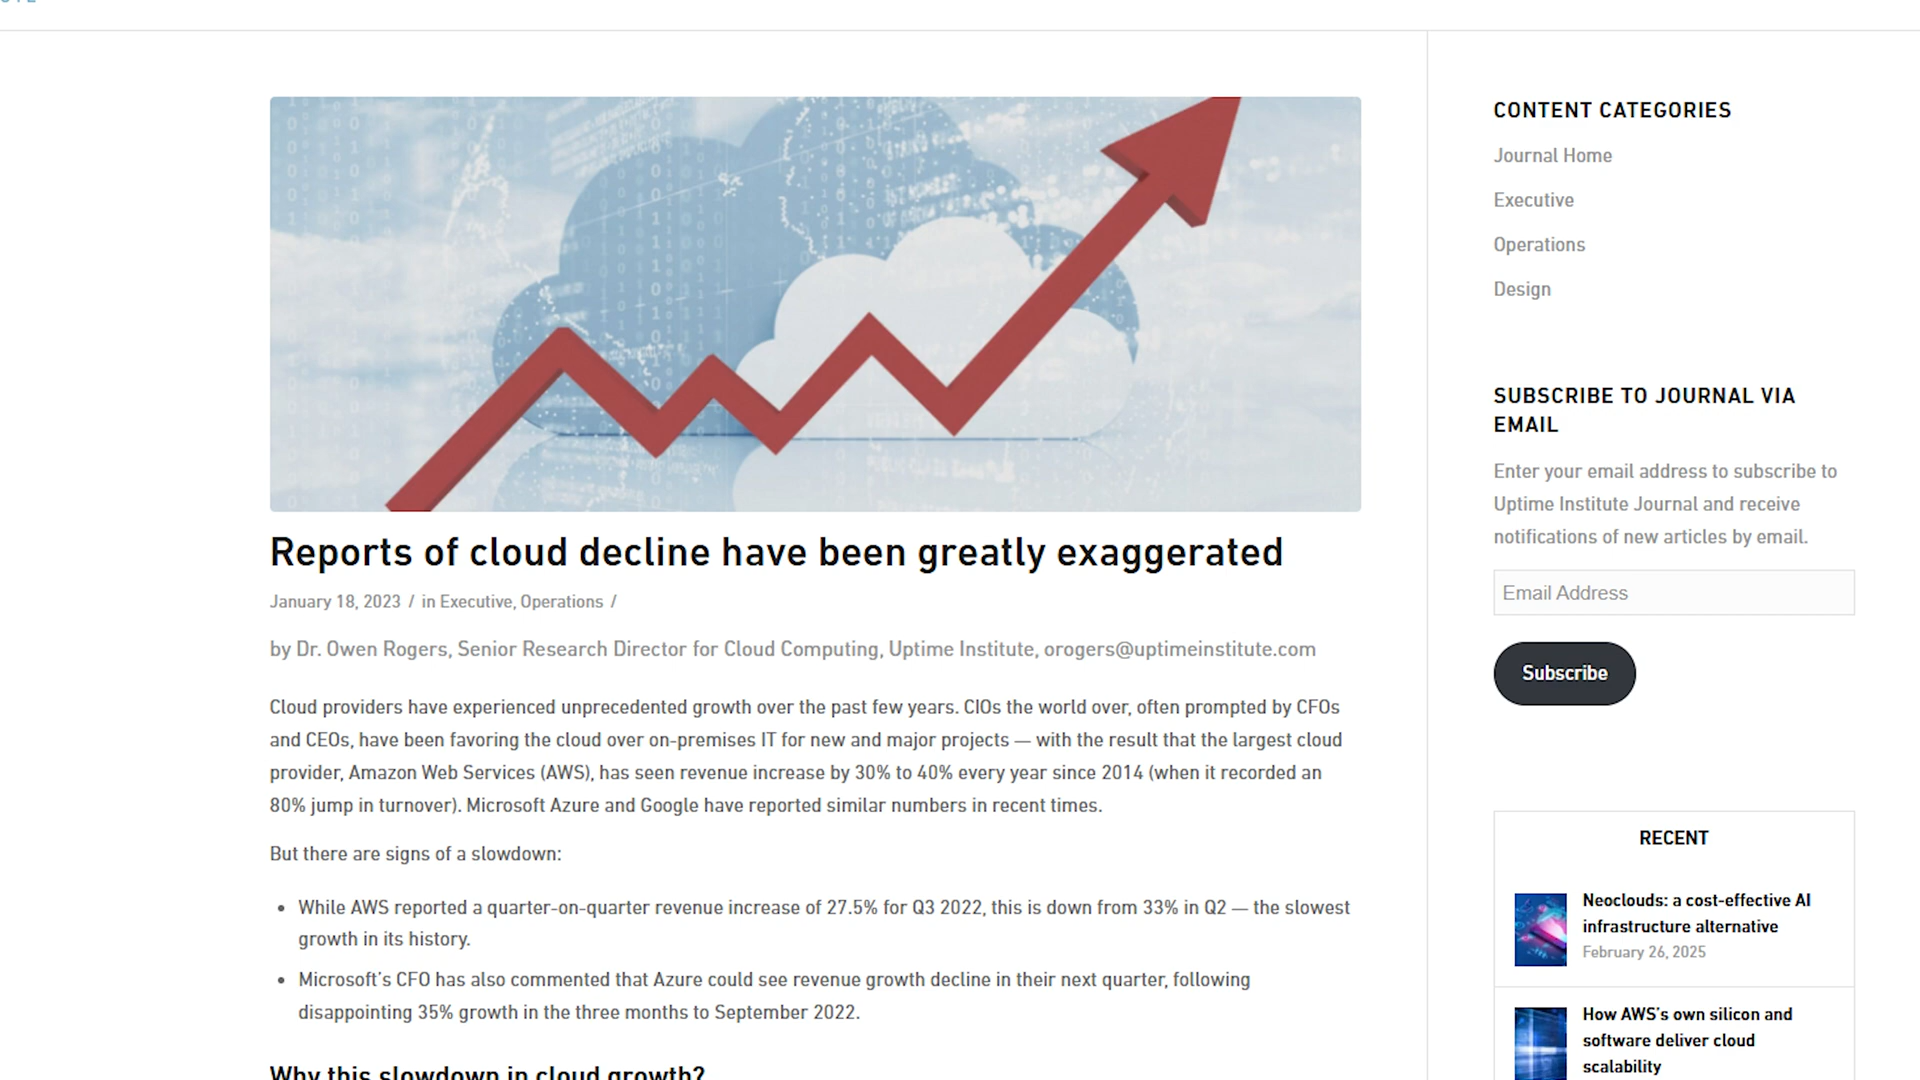 Reports of cloud decline have been greatly exaggerated
January 18, 2023 / in Executive, Operations /
by Dr. Owen Rogers, Senior Research Director for Cloud Computing, Uptime Institute, orogers@uptimeinstitute.com
Cloud providers have experienced unprecedented growth over the past few years. CIOs the world over, often prompted by CFOs
and CEOs, have been favoring the cloud over on-premises IT for new and major projects — with the result that the largest cloud
provider, Amazon Web Services (AWS), has seen revenue increase by 30% to 40% every year since 2014 (when it recorded an
80% jump in turnover). Microsoft Azure and Google have reported similar numbers in recent times.
But there are signs of a slowdown:
• While AWS reported a quarter-on-quarter revenue increase of 27.5% for Q3 2022, this is down from 33% in Q2 — the slowest
growth in its history.
• Microsoft’s CFO has also commented that Azure could see revenue growth decline in their next quarter, following
disappointing 35% growth in the three months to September 2022.
Why this slowdown in cloud growth?
CONTENT CATEGORIES
Journal Home
Executive
Operations
Design
SUBSCRIBE TO JOURNAL VIA
EMAIL
Enter your email address to subscribe to
Uptime Institute Journal and receive
notifications of new articles by email.
Email Address
Subscribe
RECENT
Neoclouds: a cost-effective AI
infrastructure alternative
February 26, 2025
How AWS’s own silicon and
software deliver cloud
scalability